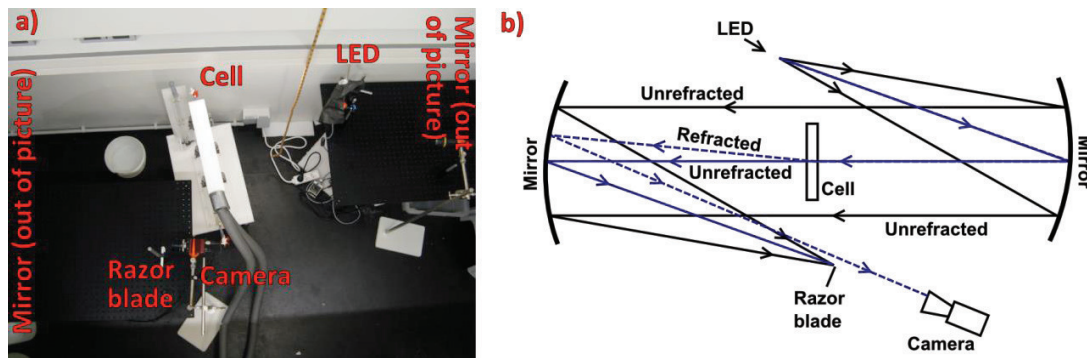 a)
Mirror (out of picture)
Cell
LED
Mirror (out
of picture)
Razor
blade
Camera
b)
LED
Unrefracted
Refracted
Unrefracted
Cell
Mirror
Mirror
Unrefracted
Razor
blade
Camera